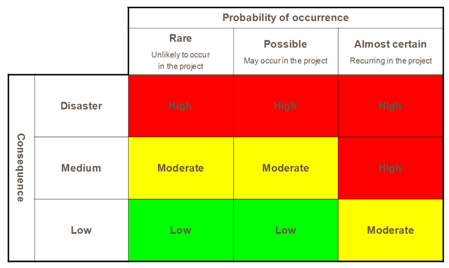 Probability of occurrence
Rare
Unlikely to occur
in the project
Possible
May occur in the project
Almost certain
Recurring in the project
Consequence
Disaster
High
High
High
Medium
Moderate
Moderate
High
Low
Low
Low
Moderate